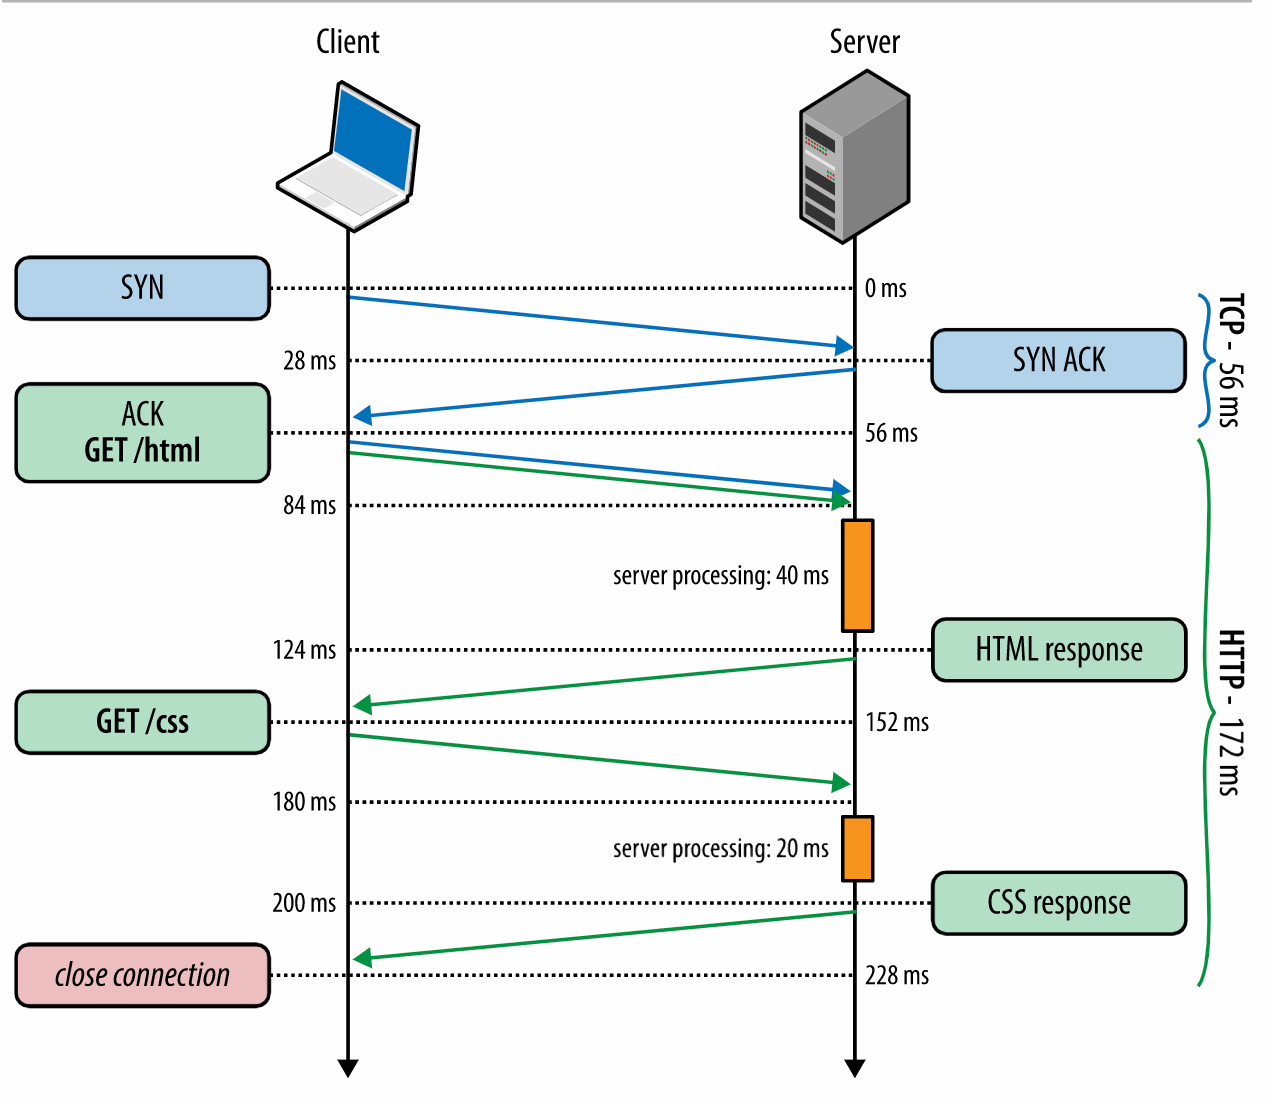 Client
Server
SYN
0 ms
28 ms
SYN ACK
TCP - 56 ms
ACK
GET /html
56 ms
84 ms
server processing: 40 ms
124 ms
HTML response
HTTP - 172 ms
GET /css
152 ms
180 ms
server processing: 20 ms
200 ms
CSS response
close connection
228 ms